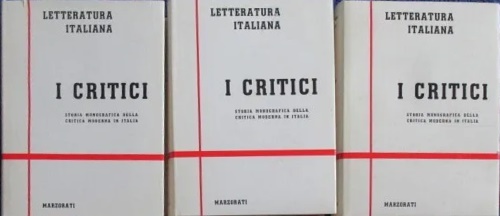 LETTERATURA
ITALIANA
I CRITICI
STORIA MONOGRAFICA DELLA
CRITICA MODERNA IN ITALIA
MARZORATI
LETTERATURA
ITALIANA
I CRITICI
STORIA MONOGRAFICA DELLA
CRITICA MODERNA IN ITALIA
MARZORATI
LETTERATURA
ITALIANA
I CRITICI
STORIA MONOGRAFICA DELLA
CRITICA MODERNA IN ITALIA
MARZORATI